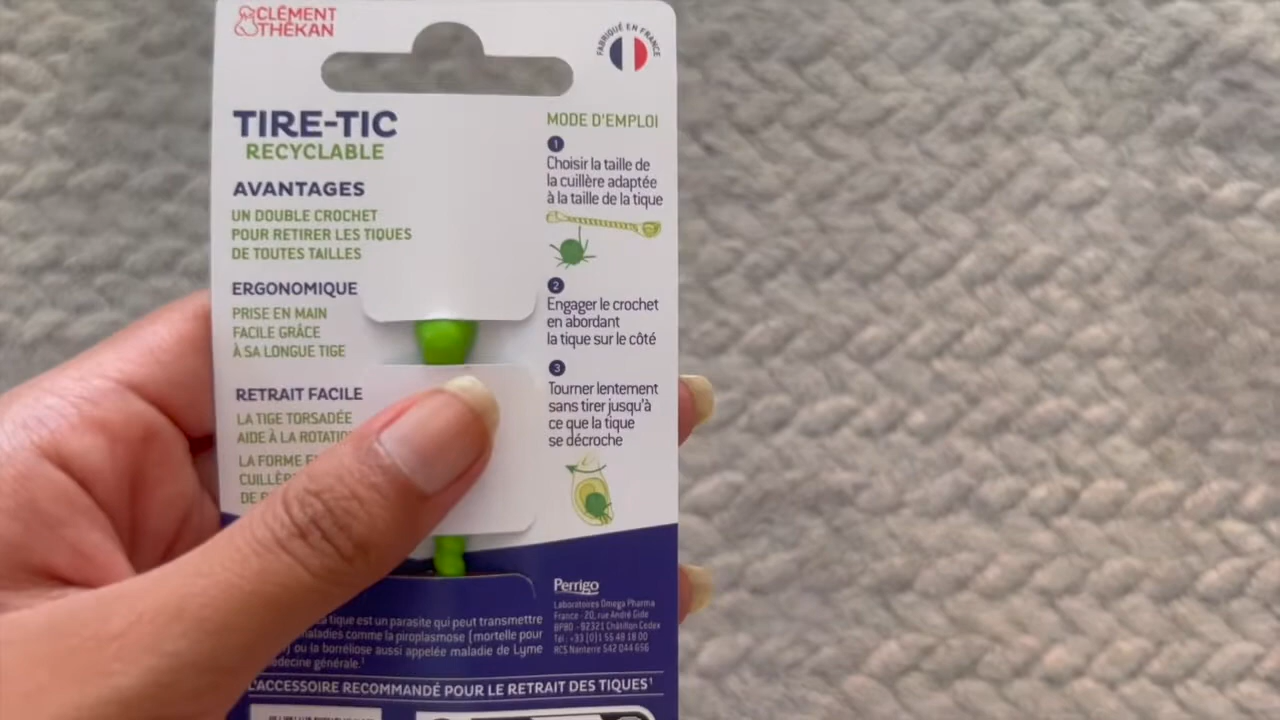 CLÉMENT
THÉKAN
FABRIQUÉ EN FRANCE
TIRE-TIC
RECYCLABLE
AVANTAGES
UN DOUBLE CROCHET
POUR RETIRER LES TIQUES
DE TOUTES TAILLES
ERGONOMIQUE
PRISE EN MAIN
FACILE GRÂCE
À SA LONGUE TIGE
RETRAIT FACILE
LA TIGE TORSADÉE
AIDE À LA ROTATIO
LA FORME E
CUILLÈR
DE
MODE D'EMPLOI
1
Choisir la taille de
la cuillère adaptée
à la taille de la tique
2
Engager le crochet
en abordant
la tique sur le côté
3
Tourner lentement
sans tirer jusqu'à
ce que la tique
se décroche
tique est un parasite qui peut transmettre
maladies comme la piroplasmose (mortelle pour
ou la borréliose aussi appelée maladie de Lyme
médecine générale.¹
Perrigo
Laboratoires Omega Pharma
France - 20, rue André Gide
BP80 - 92321 Châtillon Cedex
Tél : +33 (0)1 55 48 18 00
RCS Nanterre 542 044 656
L'ACCESSOIRE RECOMMANDÉ POUR LE RETRAIT DES TIQUES¹